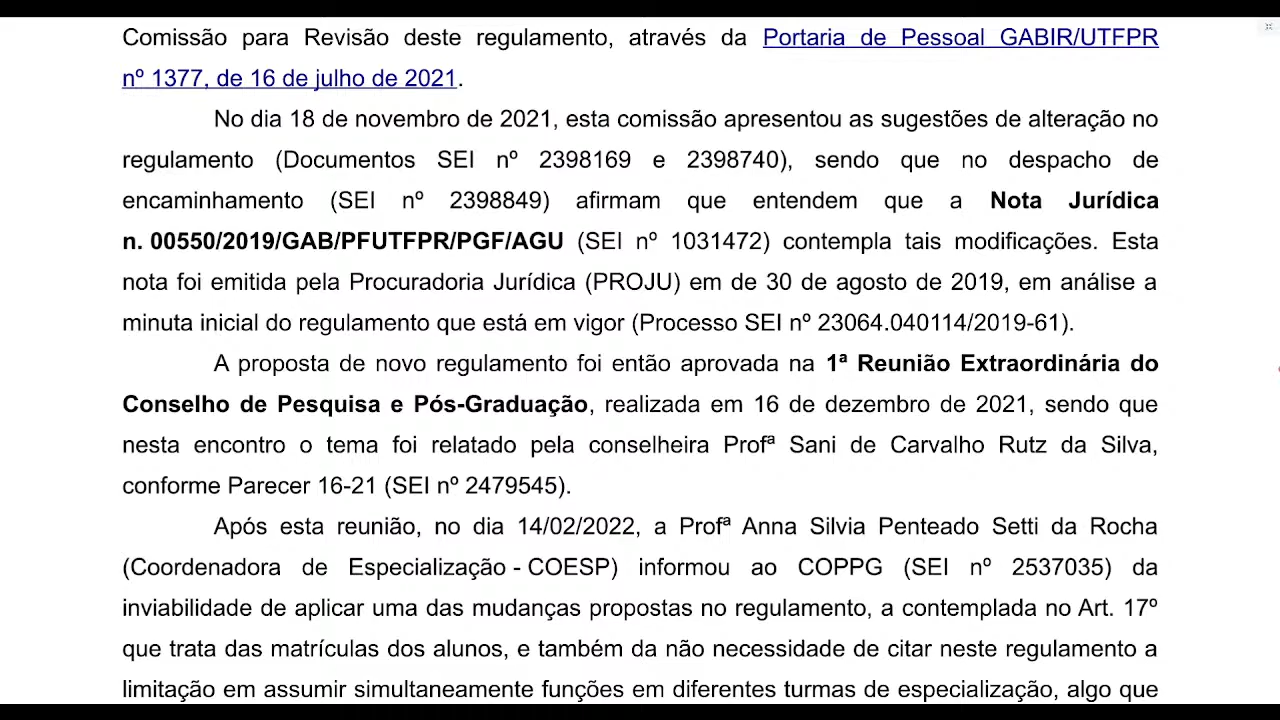 Comissão para Revisão deste regulamento, através da Portaria de Pessoal GABIR/UTFPR
nº 1377, de 16 de julho de 2021.
No dia 18 de novembro de 2021, esta comissão apresentou as sugestões de alteração no
regulamento (Documentos SEI nº 2398169 e 2398740), sendo que no despacho de
encaminhamento (SEI nº 2398849) afirmam que entendem que a Nota Jurídica
n. 00550/2019/GAB/PFUTFPR/PGF/AGU (SEI nº 1031472) contempla tais modificações. Esta
nota foi emitida pela Procuradoria Jurídica (PROJU) em de 30 de agosto de 2019, em análise a
minuta inicial do regulamento que está em vigor (Processo SEI nº 23064.040114/2019-61).
A proposta de novo regulamento foi então aprovada na 1ª Reunião Extraordinária do
Conselho de Pesquisa e Pós-Graduação, realizada em 16 de dezembro de 2021, sendo que
nesta encontro o tema foi relatado pela conselheira Profª Sani de Carvalho Rutz da Silva,
conforme Parecer 16-21 (SEI nº 2479545).
Após esta reunião, no dia 14/02/2022, a Profª Anna Silvia Penteado Setti da Rocha
(Coordenadora de Especialização - COESP) informou ao COPPG (SEI nº 2537035) da
inviabilidade de aplicar uma das mudanças propostas no regulamento, a contemplada no Art. 17º
que trata das matrículas dos alunos, e também da não necessidade de citar neste regulamento a
limitação em assumir simultaneamente funções em diferentes turmas de especialização, algo que